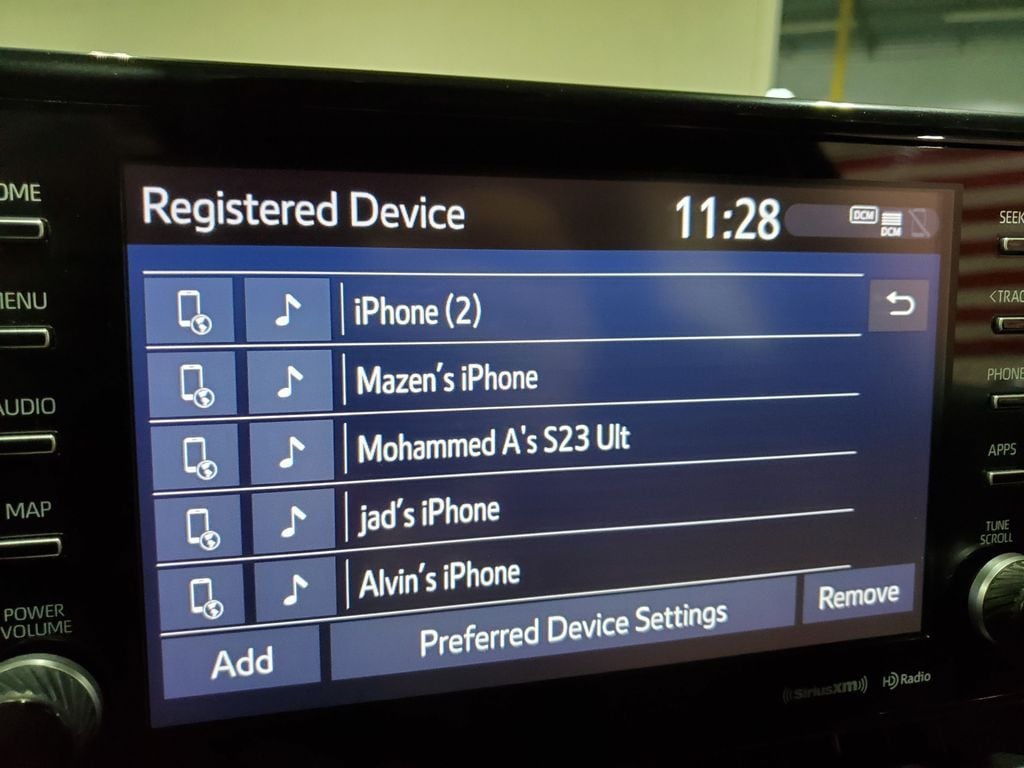 Registered Device
11:28
DCM
DCM
iPhone (2)
Mazen's iPhone
Mohammed A's S23 Ult
jad's iPhone
Alvin's iPhone
Add
Preferred Device Settings
Remove
OME
MENU
AUDIO
MAP
POWER
VOLUME
SEEK
<TRAC
PHONE
APPS
TUNE
SCROLL
((SiriusXM))
HD Radio